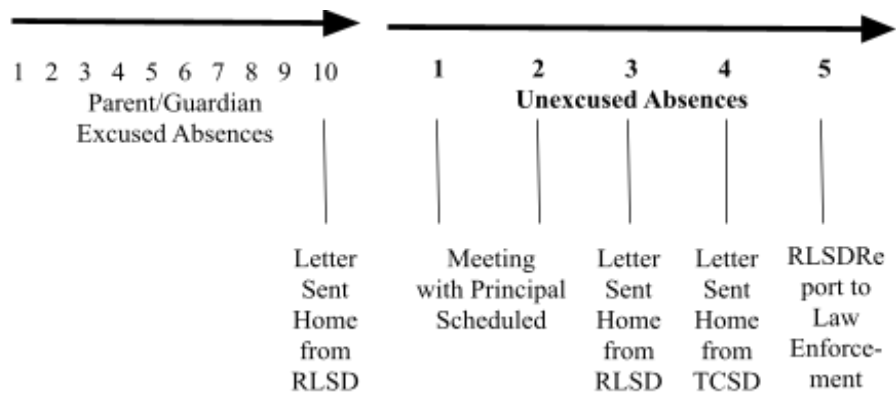 1 2 3 4 5 6 7 8 9 10
Parent/Guardian
Excused Absences
1 2 3 4 5
Unexcused Absences
Letter
Sent
Home
from
RLSD
Meeting
with Principal
Scheduled
Letter
Sent
Home
from
RLSD
Letter
Sent
Home
from
TCSD
RLSDRe
port to
Law
Enforce-
ment